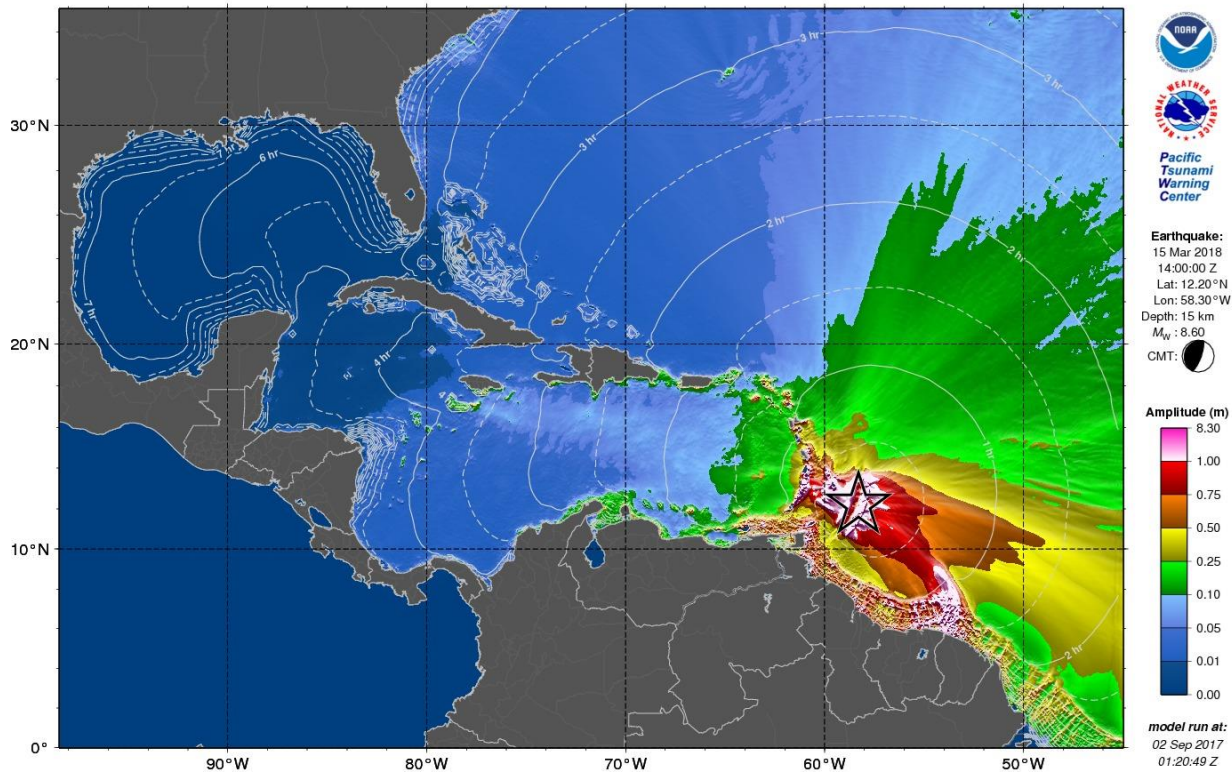 30°N
20°N
10°N
0°
90°W
80°W
70°W
60°W
50°W
3 hr
3 hr
3 hr
2 hr
2 hr
7 hr
6 hr
4 hr
4
1 hr
2 hr
NOAA
NATIONAL WEATHER SERVICE
Pacific
Tsunami
Warning
Center
Earthquake:
15 Mar 2018
14:00:00 Z
Lat: 12.20°N
Lon: 58.30°W
Depth: 15 km
Mw : 8.60
CMT:
Amplitude (m)
8.30
1.00
0.75
0.50
0.25
0.10
0.05
0.01
0.00
model run at:
02 Sep 2017
01:20:49 Z